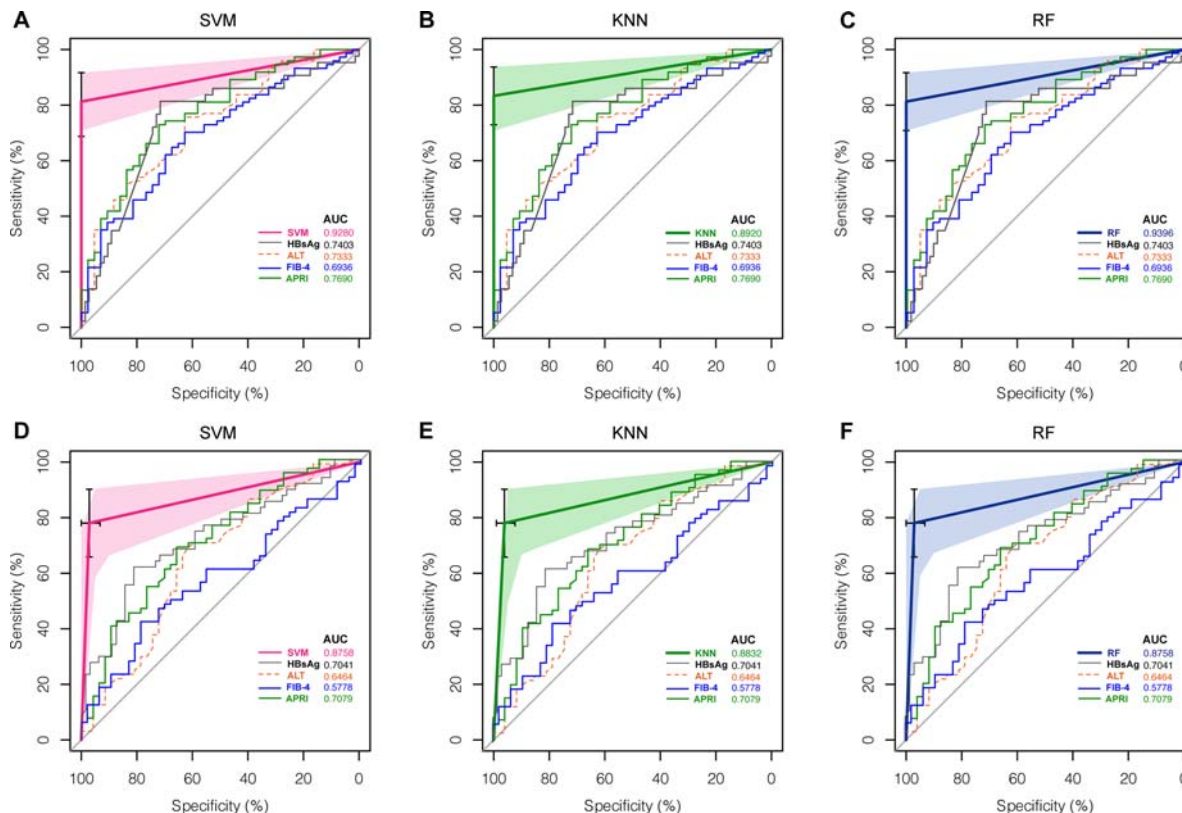 A
SVM
100
80
60
40
20
0
Sensitivity (%)
AUC
SVM 0.9280
HBsAg 0.7403
ALT 0.7333
FIB-4 0.6936
APRI 0.7690
100 80 60 40 20 0
Specificity (%)
B
KNN
100
80
60
40
20
0
Sensitivity (%)
AUC
KNN 0.8920
HBsAg 0.7403
ALT 0.7333
FIB-4 0.6936
APRI 0.7690
100 80 60 40 20 0
Specificity (%)
C
RF
100
80
60
40
20
0
Sensitivity (%)
AUC
RF 0.9396
HBsAg 0.7403
ALT 0.7333
FIB-4 0.6936
APRI 0.7690
100 80 60 40 20 0
Specificity (%)
D
SVM
100
80
60
40
20
0
Sensitivity (%)
AUC
SVM 0.8758
HBsAg 0.7041
ALT 0.6464
FIB-4 0.5778
APRI 0.7079
100 80 60 40 20 0
Specificity (%)
E
KNN
100
80
60
40
20
0
Sensitivity (%)
AUC
KNN 0.8832
HBsAg 0.7041
ALT 0.6464
FIB-4 0.5778
APRI 0.7079
100 80 60 40 20 0
Specificity (%)
F
RF
100
80
60
40
20
0
Sensitivity (%)
AUC
RF 0.8758
HBsAg 0.7041
ALT 0.6464
FIB-4 0.5778
APRI 0.7079
100 80 60 40 20 0
Specificity (%)